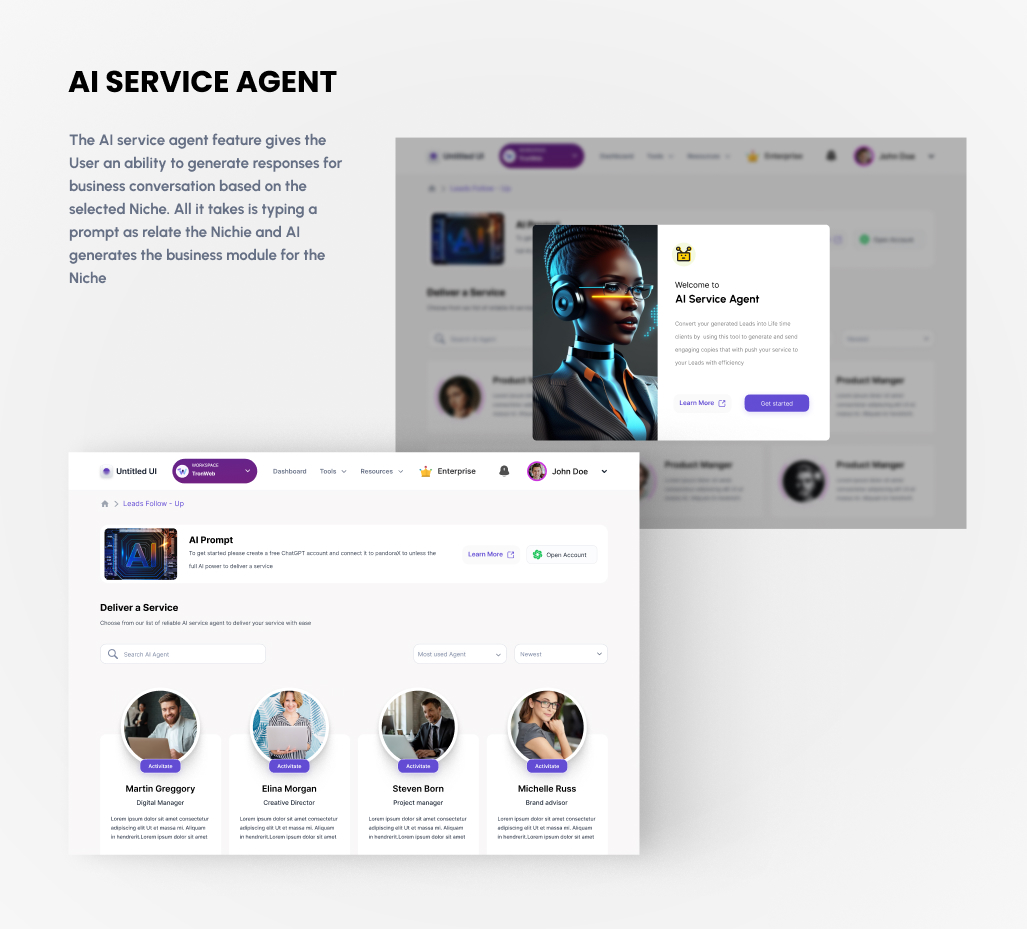 AI SERVICE AGENT
The AI service agent feature gives the
User an ability to generate responses for
business conversation based on the
selected Niche. All it takes is typing a
prompt as relate the Nichie and AI
generates the business module for the
Niche
Untitled UI
WORKSPACE
TronWeb
Dashboard
Tools
Resources
Enterprise
John Doe
Leads Follow - Up
AI Prompt
Open Account
Deliver a Service
Search AI Agent
Newest
Product Manger
Product Manger
Product Manger
Product Manger
Welcome to
AI Service Agent
Convert your generated Leads into Life time
clients by using this tool to generate and send
engaging copies that with push your service to
your Leads with efficiency
Learn More
Get started
Untitled UI
WORKSPACE
TronWeb
Dashboard
Tools
Resources
Enterprise
John Doe
Leads Follow - Up
AI
AI Prompt
To get started please create a free ChatGPT account and connect it to pandoraX to unless the
full AI power to deliver a service
Learn More
Open Account
Deliver a Service
Choose from our list of reliable AI service agent to deliver your service with ease
Search AI Agent
Most used Agent
Newest
Activitate
Martin Greggory
Digital Manager
Lorem ipsum dolor sit amet consectetur
adipiscing elit Ut et massa mi. Aliquam
in hendrerit.Lorem ipsum dolor sit amet
Activitate
Elina Morgan
Creative Director
Lorem ipsum dolor sit amet consectetur
adipiscing elit Ut et massa mi. Aliquam
in hendrerit.Lorem ipsum dolor sit amet
Activitate
Steven Born
Project manager
Lorem ipsum dolor sit amet consectetur
adipiscing elit Ut et massa mi. Aliquam
in hendrerit.Lorem ipsum dolor sit amet
Activitate
Michelle Russ
Brand advisor
Lorem ipsum dolor sit amet consectetur
adipiscing elit Ut et massa mi. Aliquam
in hendrerit.Lorem ipsum dolor sit amet